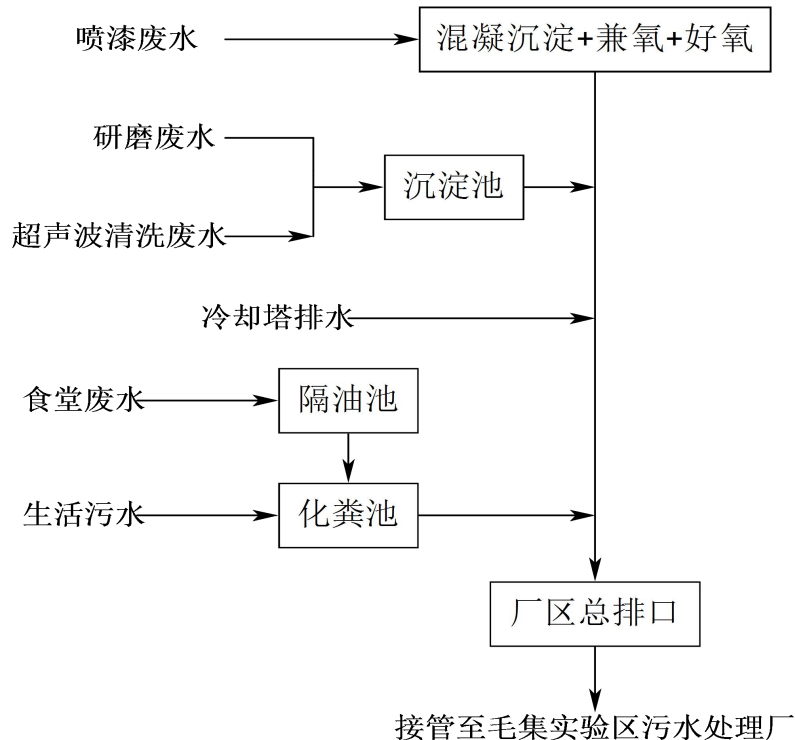 喷漆废水
混凝沉淀+兼氧+好氧
研磨废水
沉淀池
超声波清洗废水
冷却塔排水
食堂废水
隔油池
生活污水
化粪池
厂区总排口
接管至毛集实验区污水处理厂